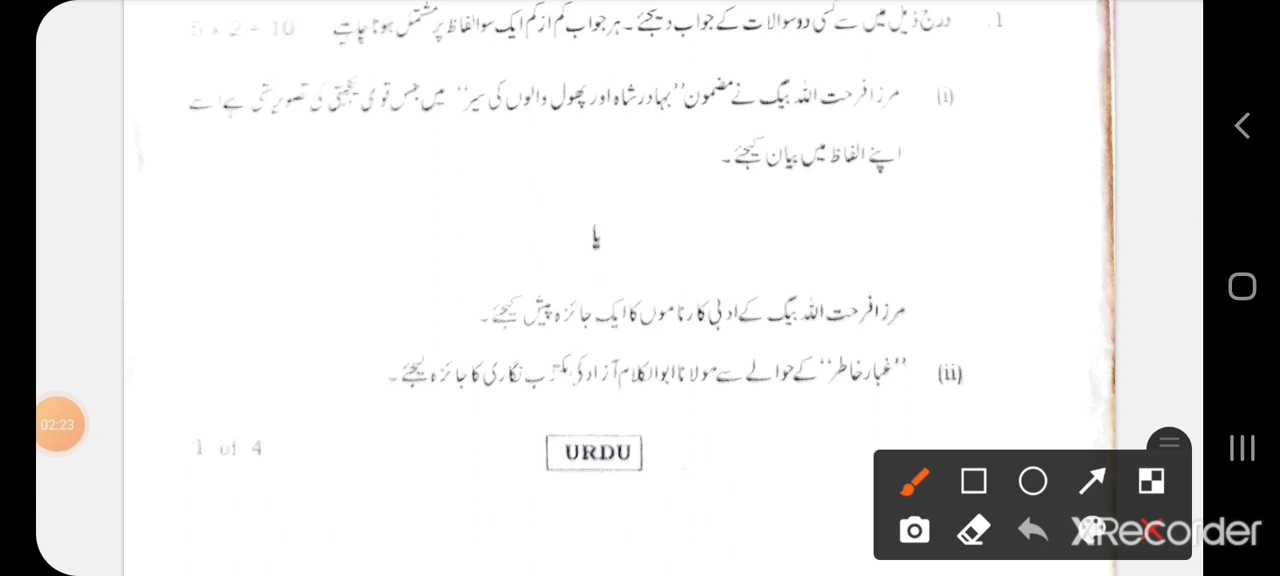 1. درج ذیل میں سے کسی دو سوالات کے جواب دیجئے۔ ہر جواب کم از کم ایک سو الفاظ پر مشتمل ہونا چاہیے 5 x 2 = 10
(i) مرزا فرحت اللہ بیگ نے مضمون ”بہادر شاہ اور پھول والوں کی سیر“ میں جس قومی یکجہتی کی تصویر کشی ہے اسے
اپنے الفاظ میں بیان کیجئے۔
یا
مرزا فرحت اللہ بیگ کے ادبی کارناموں کا ایک جائزہ پیش کیجئے۔
(ii) ”غبار خاطر“ کے حوالے سے مولانا ابوالکلام آزاد کی مکتوب نگاری کا جائزہ لیجئے۔
02:23
1 of 4
URDU
XRecorder